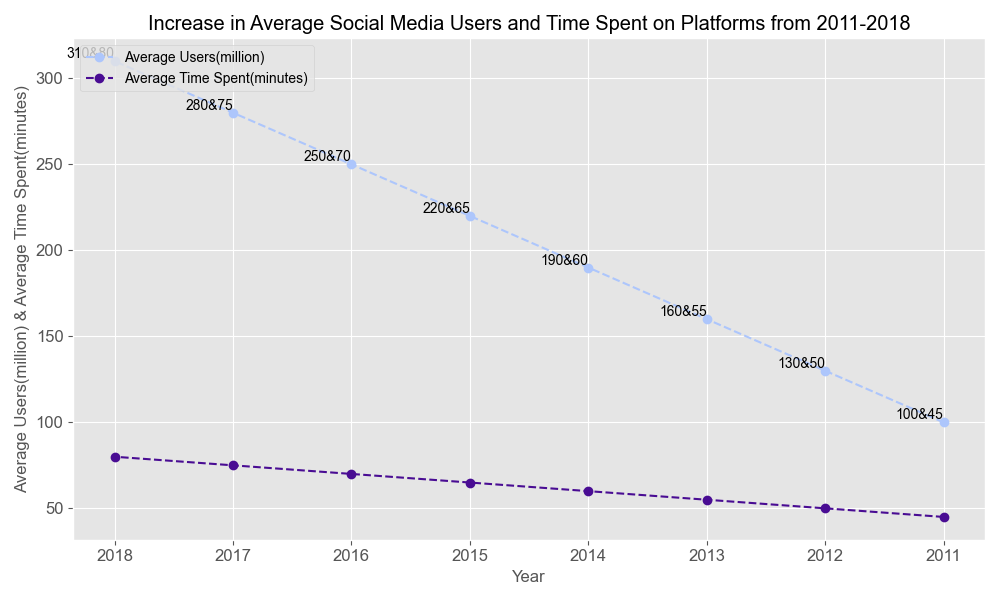 Increase in Average Social Media Users and Time Spent on Platforms from 2011-2018
Average Users(million) & Average Time Spent(minutes)
300
250
200
150
100
50
Average Users(million)
Average Time Spent(minutes)
310&80
280&75
250&70
220&65
190&60
160&55
130&50
100&45
2018 2017 2016 2015 2014 2013 2012 2011
Year